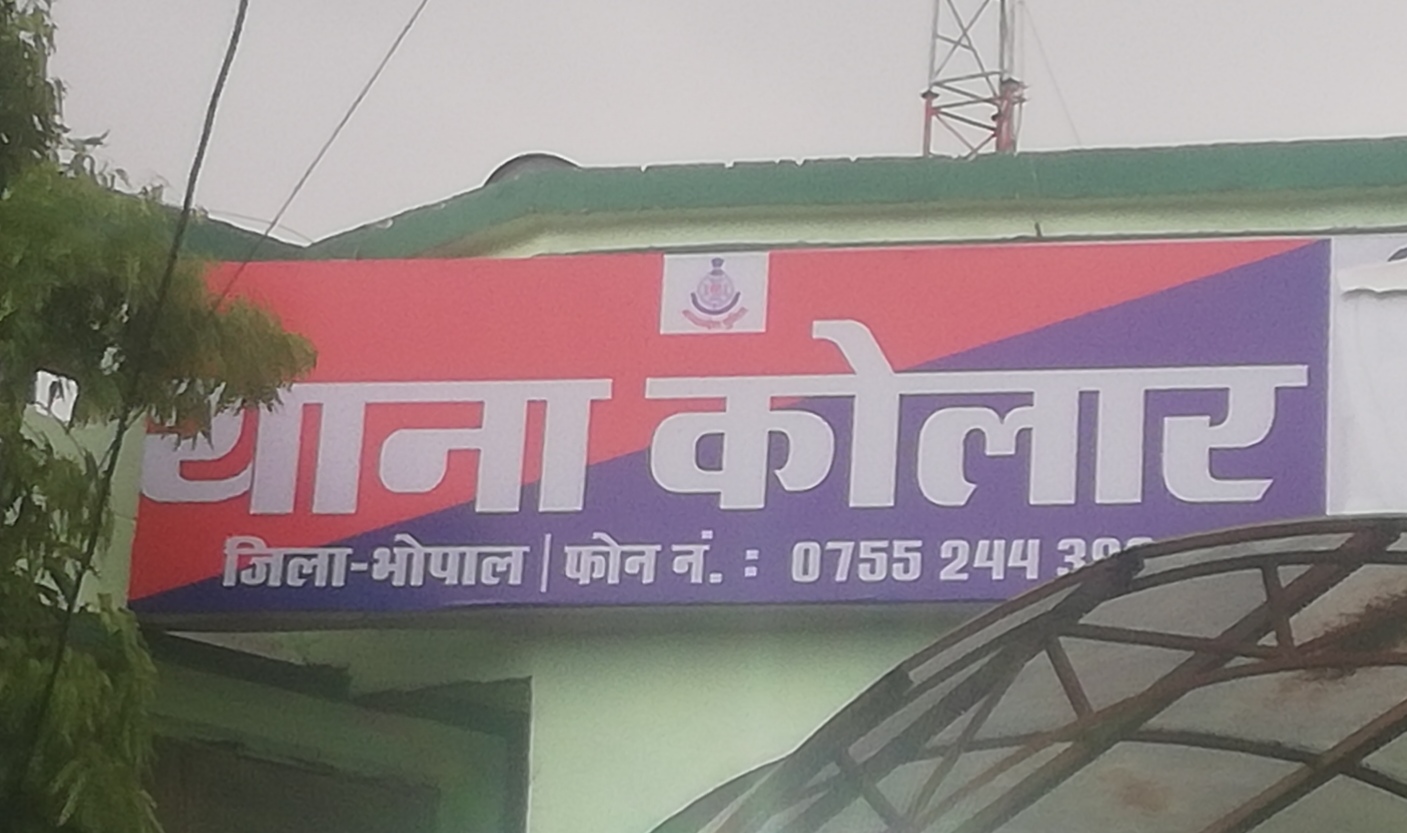 थाना कोलार
जिला-भोपाल | फोन नं. : 0755 244